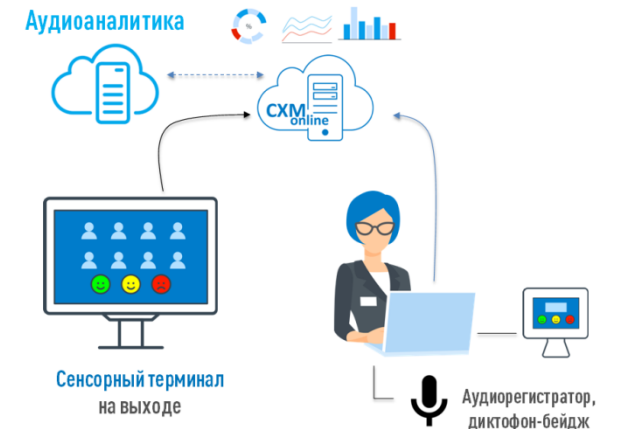 Аудиоаналитика
CXM
online
Сенсорный терминал
на выходе
Аудиорегистратор,
диктофон-бейдж